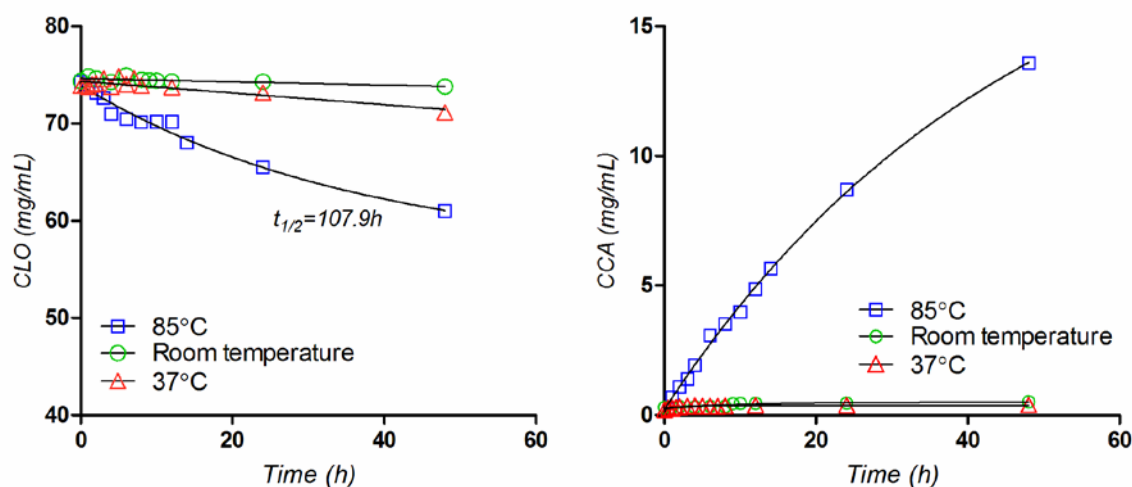 80
70
60
50
40
CLO (mg/mL)
t1/2=107.9h
85°C
Room temperature
37°C
0
20
40
60
Time (h)
15
10
5
0
CCA (mg/mL)
85°C
Room temperature
37°C
0
20
40
60
Time (h)